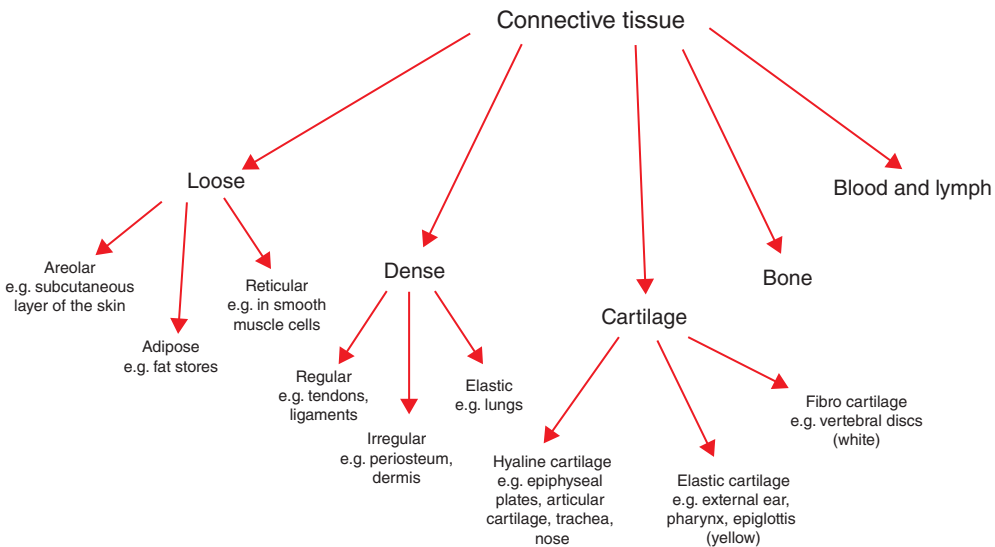 Connective tissue
Loose
Areolar
e.g. subcutaneous
layer of the skin
Adipose
e.g. fat stores
Reticular
e.g. in smooth
muscle cells
Dense
Regular
e.g. tendons,
ligaments
Irregular
e.g. periosteum,
dermis
Elastic
e.g. lungs
Cartilage
Hyaline cartilage
e.g. epiphyseal
plates, articular
cartilage, trachea,
nose
Elastic cartilage
e.g. external ear,
pharynx, epiglottis
(yellow)
Fibro cartilage
e.g. vertebral discs
(white)
Bone
Blood and lymph